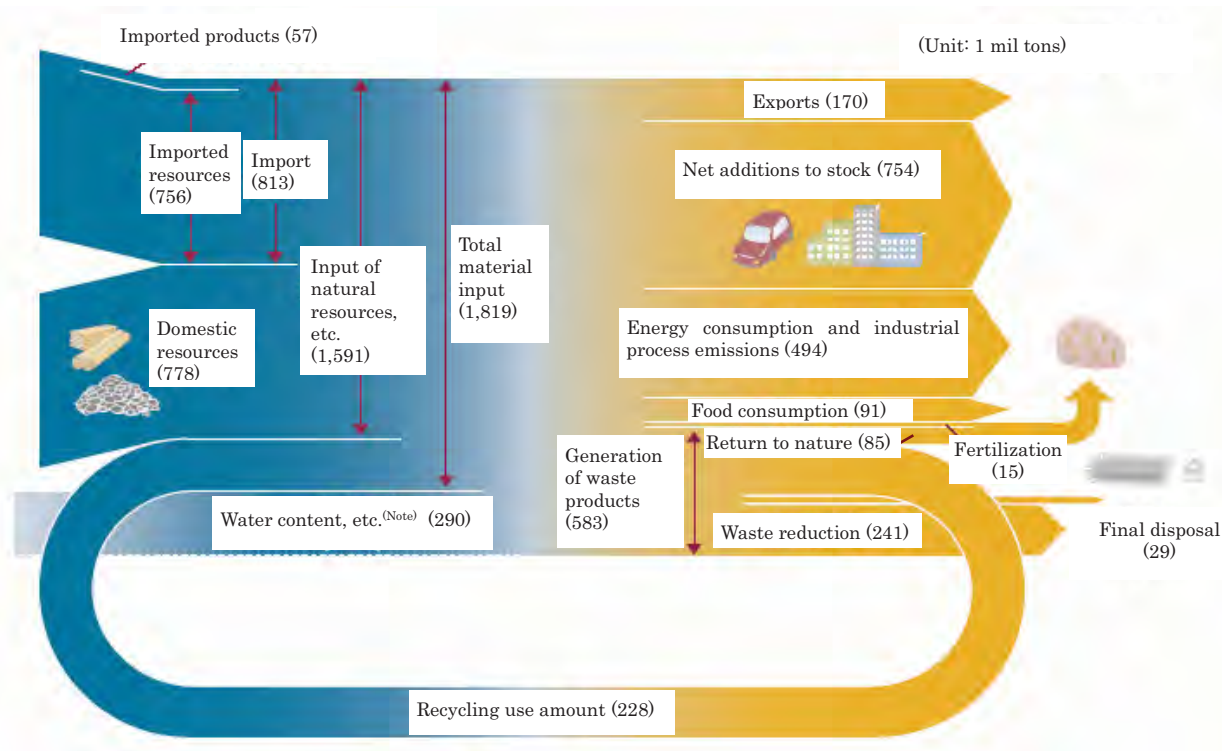 Imported products (57)
(Unit: 1 mil tons)
Exports (170)
Imported
resources
(756)
Import
(813)
Net additions to stock (754)
Total
material
input
(1,819)
Input of
natural
resources,
etc.
(1,591)
Domestic
resources
(778)
Energy consumption and industrial
process emissions (494)
Food consumption (91)
Return to nature (85)
Fertilization
(15)
Generation
of waste
products
(583)
Water content, etc.(Note) (290)
Waste reduction (241)
Final disposal
(29)
Recycling use amount (228)